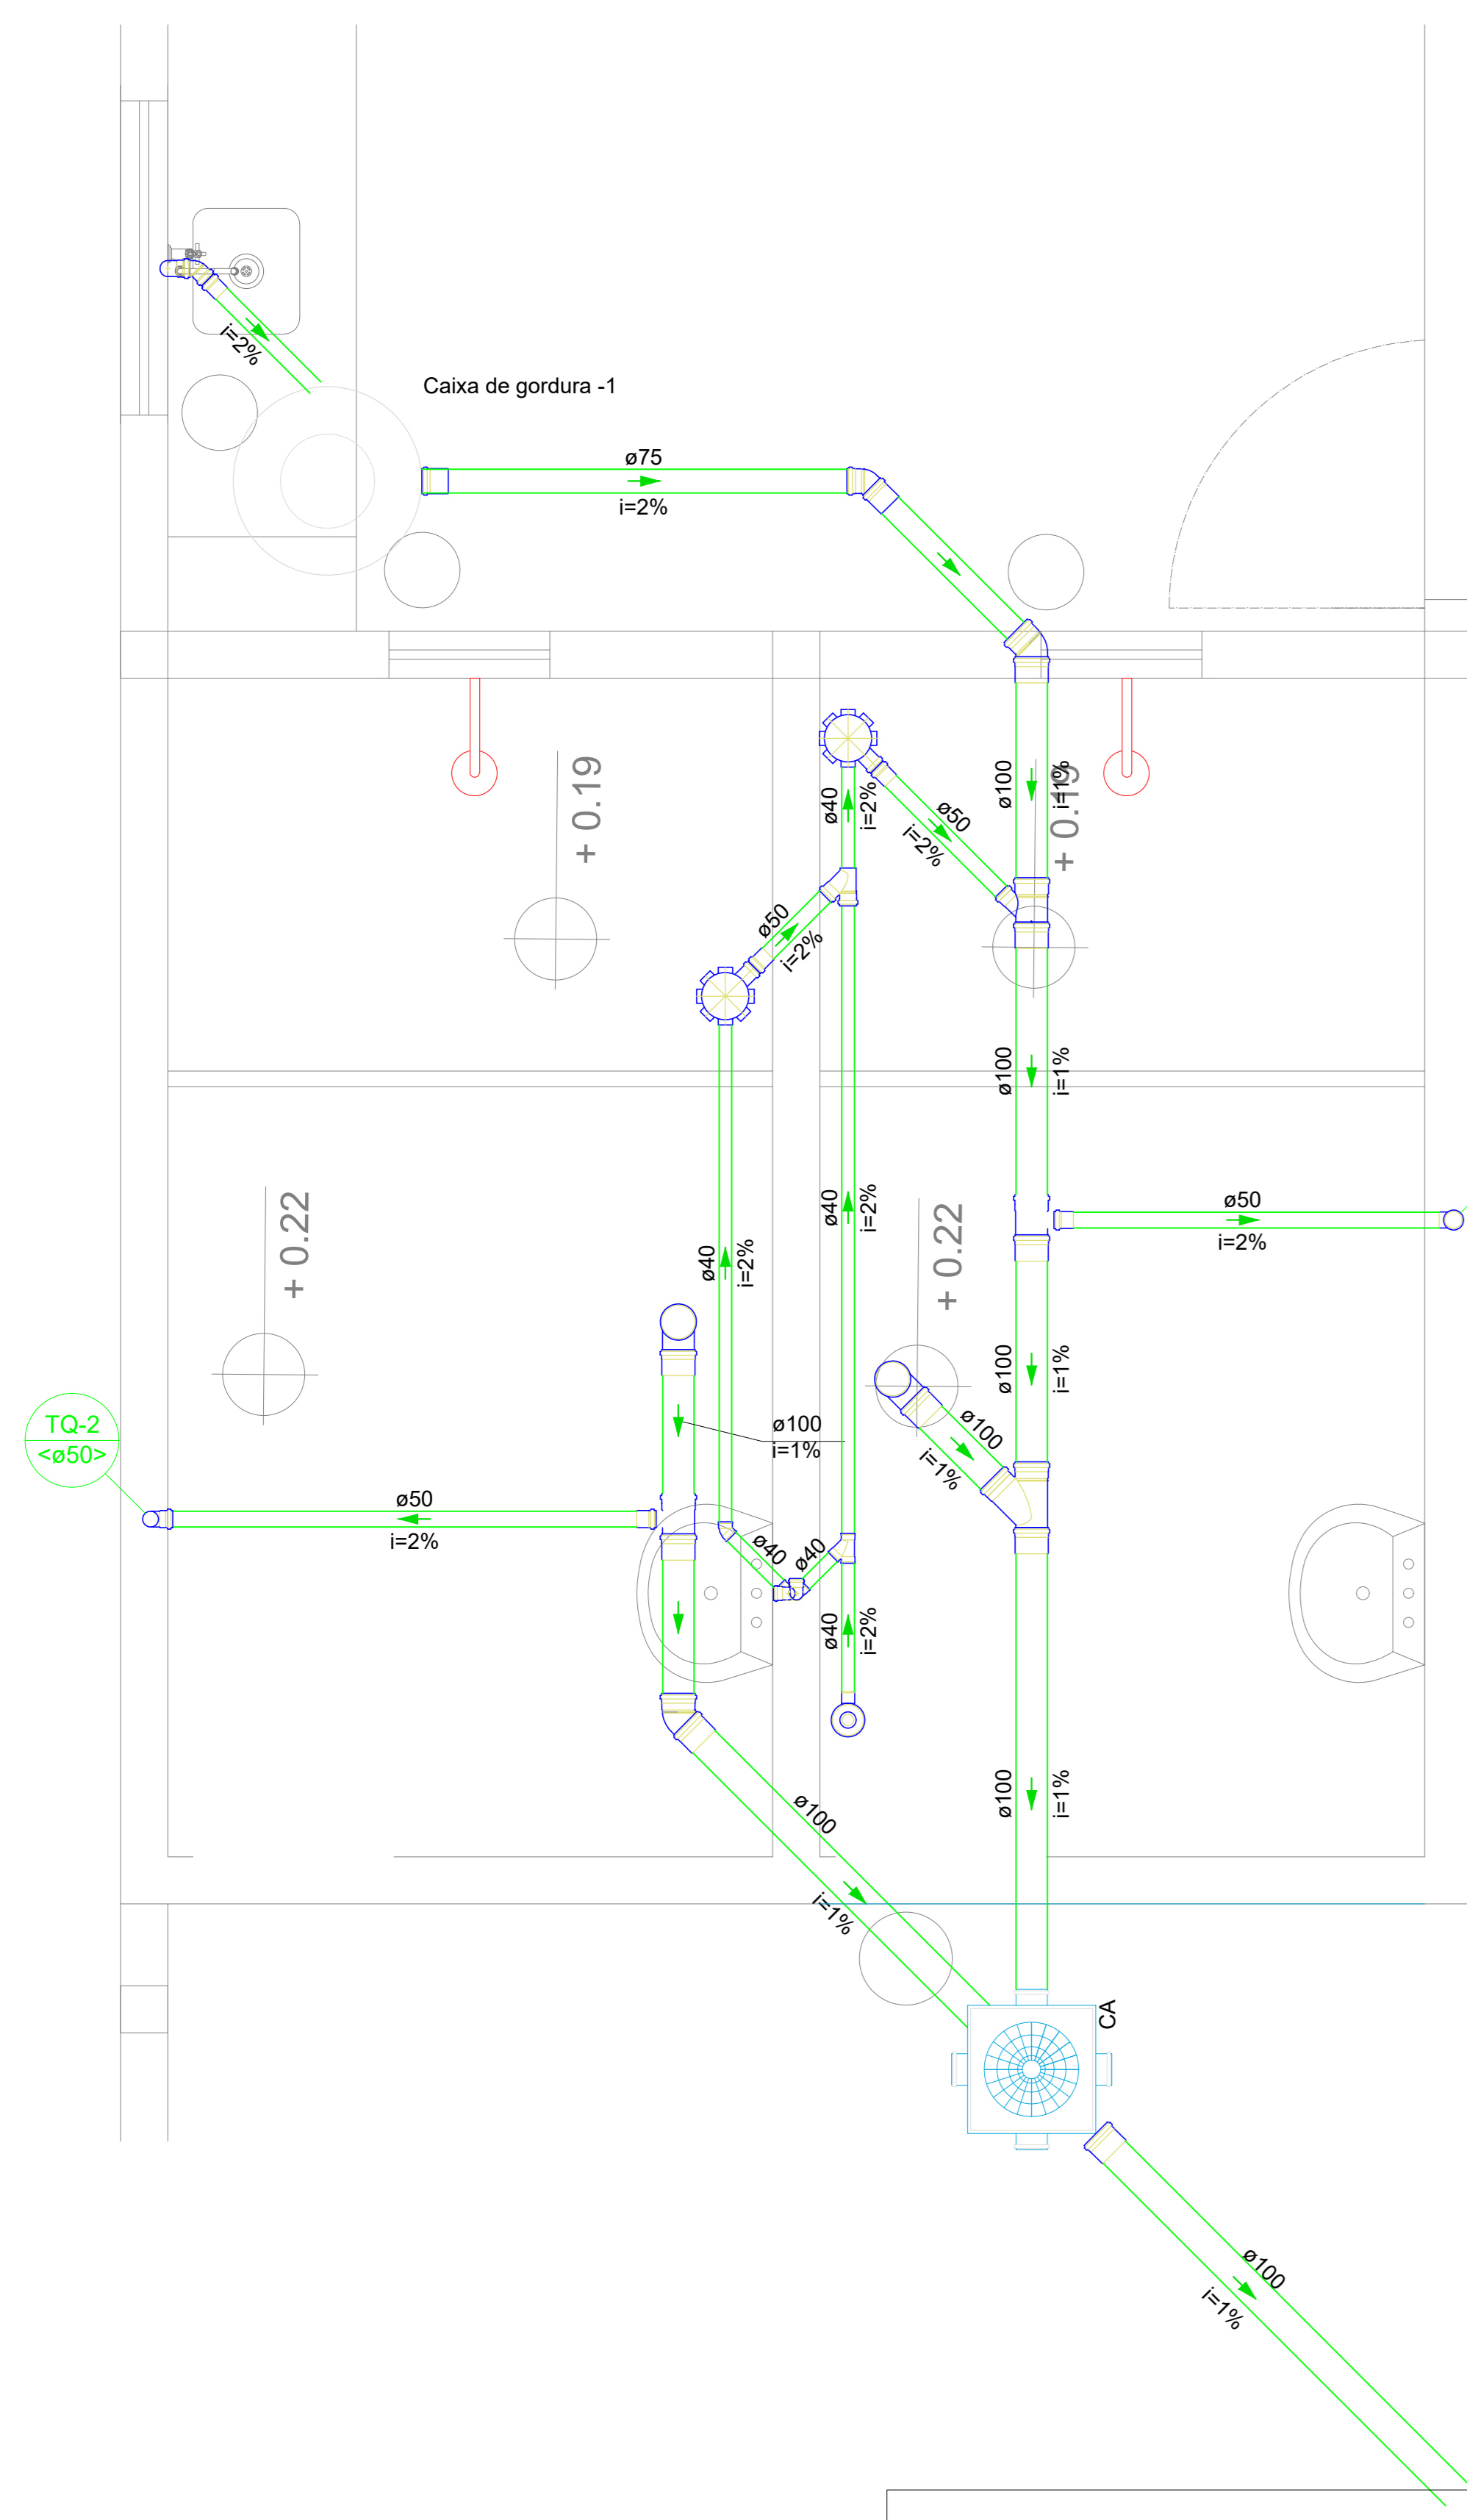 i=2%
Caixa de gordura -1
ø75
i=2%
+ 0.19
ø40
i=2%
ø50
i=2%
ø100
i=1%
+ 0.19
ø50
i=2%
ø100
i=1%
+ 0.22
ø40
i=2%
ø40
i=2%
+ 0.22
ø50
i=2%
ø100
i=1%
TQ-2
<ø50>
ø100
i=1%
ø100
i=1%
ø50
i=2%
ø40
ø40
ø40
i=2%
ø100
i=1%
ø100
i=1%
CA
ø100
i=1%